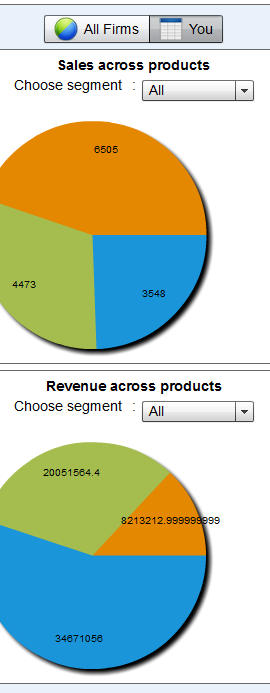 All Firms You
Sales across products
Choose segment : All
6505
4473
3548
Revenue across products
Choose segment : All
20051564.4
8213212.999999999
34671056